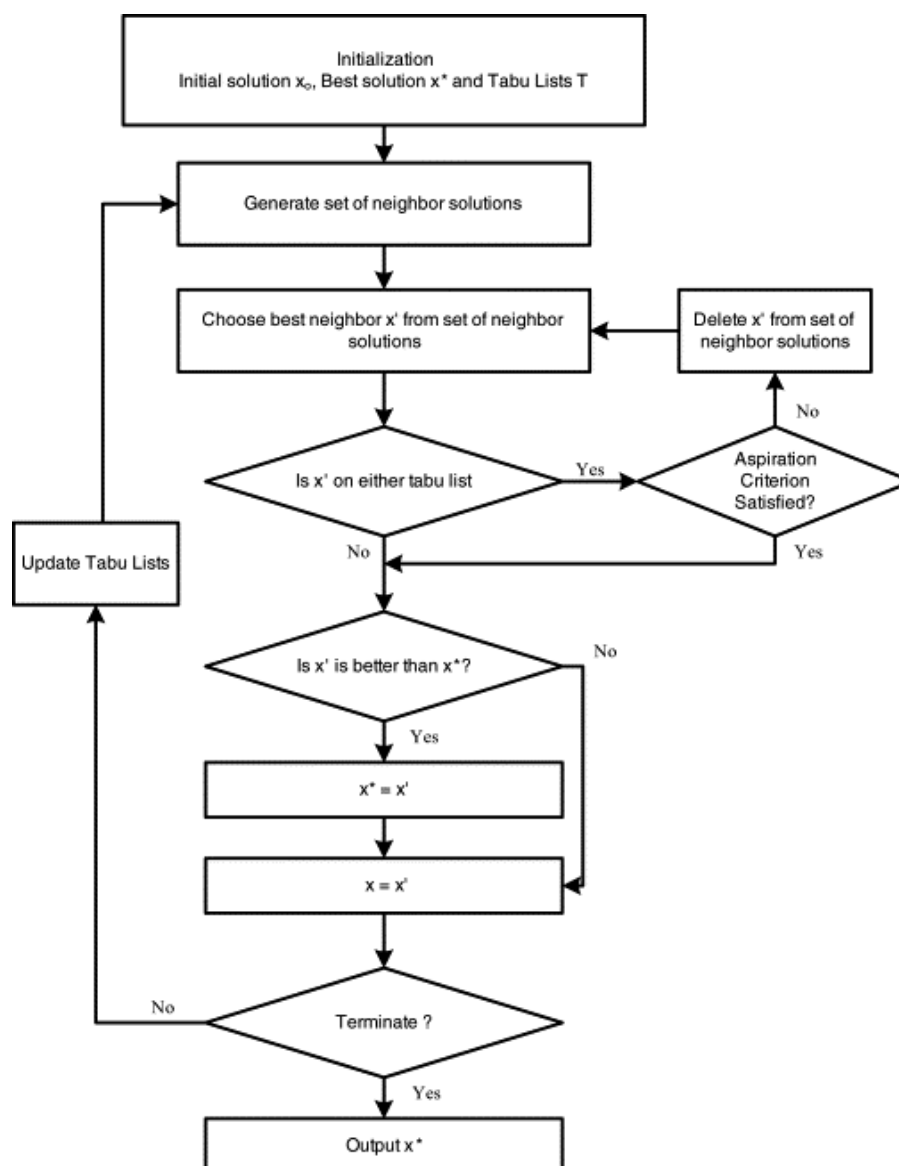 Initialization
Initial solution xₒ, Best solution x* and Tabu Lists T
Generate set of neighbor solutions
Choose best neighbor x' from set of neighbor
solutions
Delete x' from set of
neighbor solutions
No
Is x' on either tabu list
Yes
Aspiration
Criterion
Satisfied?
No
Yes
Update Tabu Lists
Is x' is better than x*?
No
Yes
x* = x'
x = x'
No
Terminate ?
Yes
Output x*